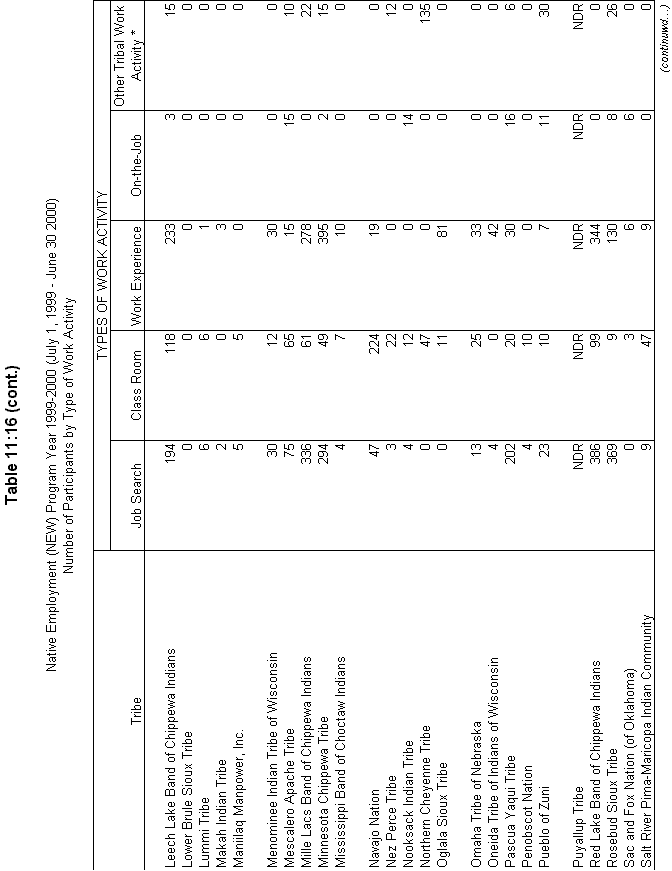 Table 11:16 (cont.)
Native Employment (NEW) Program Year 1999-2000 (July 1, 1999 - June 30 2000)
Number of Participants by Type of Work Activity
TYPES OF WORK ACTIVITY
Tribe Job Search Class Room Work Experience On-the-Job Other Tribal Work Activity *
Leech Lake Band of Chippewa Indians 194 118 233 3 15
Lower Brule Sioux Tribe 0 0 0 0 0
Lummi Tribe 6 6 1 0 0
Makah Indian Tribe 2 0 3 0 0
Maniilaq Manpower, Inc. 5 5 0 0 0
Menominee Indian Tribe of Wisconsin 30 12 30 0 0
Mescalero Apache Tribe 75 65 15 15 10
Mille Lacs Band of Chippewa Indians 336 61 278 0 22
Minnesota Chippewa Tribe 294 49 395 2 15
Mississippi Band of Choctaw Indians 4 7 10 0 0
Navajo Nation 47 224 19 0 0
Nez Perce Tribe 3 22 0 0 12
Nooksack Indian Tribe 4 12 0 14 0
Northern Cheyenne Tribe 0 47 0 0 135
Oglala Sioux Tribe 0 11 81 0 0
Omaha Tribe of Nebraska 13 25 33 0 0
Oneida Tribe of Indians of Wisconsin 4 0 42 0 0
Pascua Yaqui Tribe 202 20 30 16 6
Penobscot Nation 4 10 0 0 0
Pueblo of Zuni 23 10 7 11 30
Puyallup Tribe NDR NDR NDR NDR NDR
Red Lake Band of Chippewa Indians 386 99 344 0 0
Rosebud Sioux Tribe 369 9 130 8 26
Sac and Fox Nation (of Oklahoma) 0 3 6 6 0
Salt River Pima-Maricopa Indian Community 9 47 9 0 0
(continuwd...)